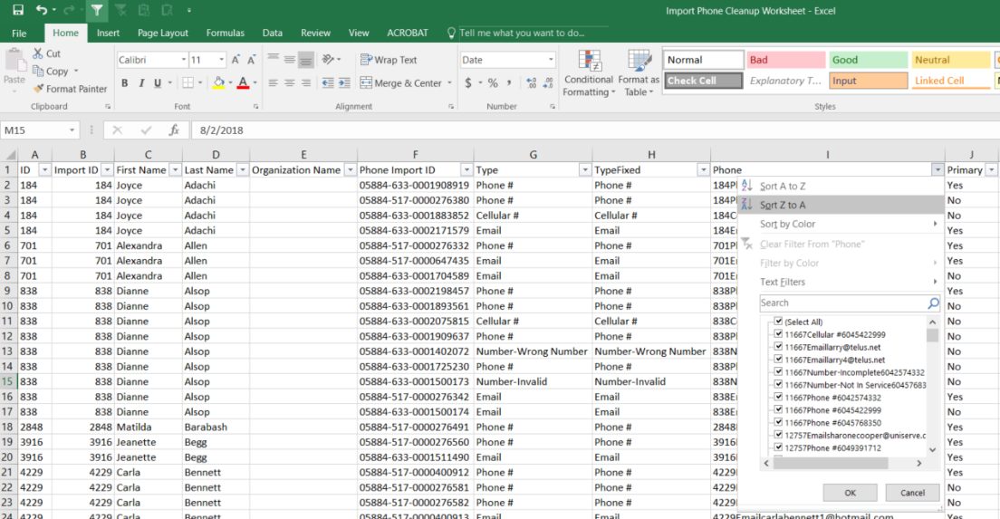 Import Phone Cleanup Worksheet - Excel
File Home Insert Page Layout Formulas Data Review View ACROBAT Tell me what you want to do...
Cut
Copy
Format Painter
Paste
Clipboard
Calibri 11
B I U
Font
Wrap Text
Merge & Center
Alignment
Date
$ % ,
Number
Conditional Formatting
Format as Table
Normal Bad Good Neutral
Check Cell Explanatory T... Input Linked Cell
Styles
M15 fx 8/2/2018
A B C D E F G H I J
1 ID Import ID First Name Last Name Organization Name Phone Import ID Type TypeFixed Phone Primary
2 184 184 Joyce Adachi 05884-633-0001908919 Phone # Phone # 184Pl Yes
3 184 184 Joyce Adachi 05884-517-0000276380 Phone # Phone # 184Pl No
4 184 184 Joyce Adachi 05884-633-0001883852 Cellular # Cellular # 184C No
5 184 184 Joyce Adachi 05884-633-0002171579 Email Email 184E Yes
6 701 701 Alexandra Allen 05884-517-0000276332 Phone # Phone # 701Pl Yes
7 701 701 Alexandra Allen 05884-517-0000647435 Email Email 701E Yes
8 701 701 Alexandra Allen 05884-633-0001704589 Email Email 701E No
9 838 838 Dianne Alsop 05884-633-0002198457 Phone # Phone # 838Pl Yes
10 838 838 Dianne Alsop 05884-633-0001893561 Phone # Phone # 838Pl No
11 838 838 Dianne Alsop 05884-633-0002075815 Cellular # Cellular # 838C No
12 838 838 Dianne Alsop 05884-633-0001909637 Phone # Phone # 838Pl No
13 838 838 Dianne Alsop 05884-633-0001402072 Number-Wrong Number Number-Wrong Number 838N No
14 838 838 Dianne Alsop 05884-633-0001725230 Phone # Phone # 838Pl No
15 838 838 Dianne Alsop 05884-633-0001500173 Number-Invalid Number-Invalid 838N No
16 838 838 Dianne Alsop 05884-517-0000276342 Email Email 838E Yes
17 838 838 Dianne Alsop 05884-633-0001500174 Email Email 838E No
18 2848 2848 Matilda Barabash 05884-517-0000276491 Phone # Phone # 2848 Yes
19 3916 3916 Jeanette Begg 05884-517-0000276560 Phone # Phone # 3916 Yes
20 3916 3916 Jeanette Begg 05884-633-0001511490 Email Email 3916 Yes
21 4229 4229 Carla Bennett 05884-517-0000400912 Phone # Phone # 4229 Yes
22 4229 4229 Carla Bennett 05884-517-0000276581 Phone # Phone # 4229 No
23 4229 4229 Carla Bennett 05884-517-0000276582 Phone # Phone # 4229 No
24 4229 4229 Carla Bennett 05884-517-0000400913 Email Email 4229Emailcarlabennett1@hotmail.com Yes
Sort A to Z
Sort Z to A
Sort by Color
Clear Filter From "Phone"
Filter by Color
Text Filters
Search
(Select All)
11667Cellular #6045422999
11667Emaillarry@telus.net
11667Emaillarry4@telus.net
11667Number-Incomplete6042574332
11667Number-Not In Service60457683
11667Phone #6042574332
11667Phone #6045422999
11667Phone #6045768350
12757Emailsharonecooper@uniserve.c
12757Phone #6049391712
OK Cancel